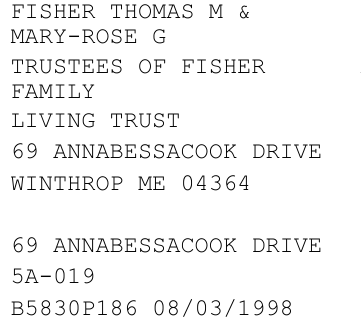 FISHER THOMAS M &
MARY-ROSE G
TRUSTEES OF FISHER
FAMILY
LIVING TRUST
69 ANNABESSACOOK DRIVE
WINTHROP ME 04364
69 ANNABESSACOOK DRIVE
5A-019
B5830P186 08/03/1998